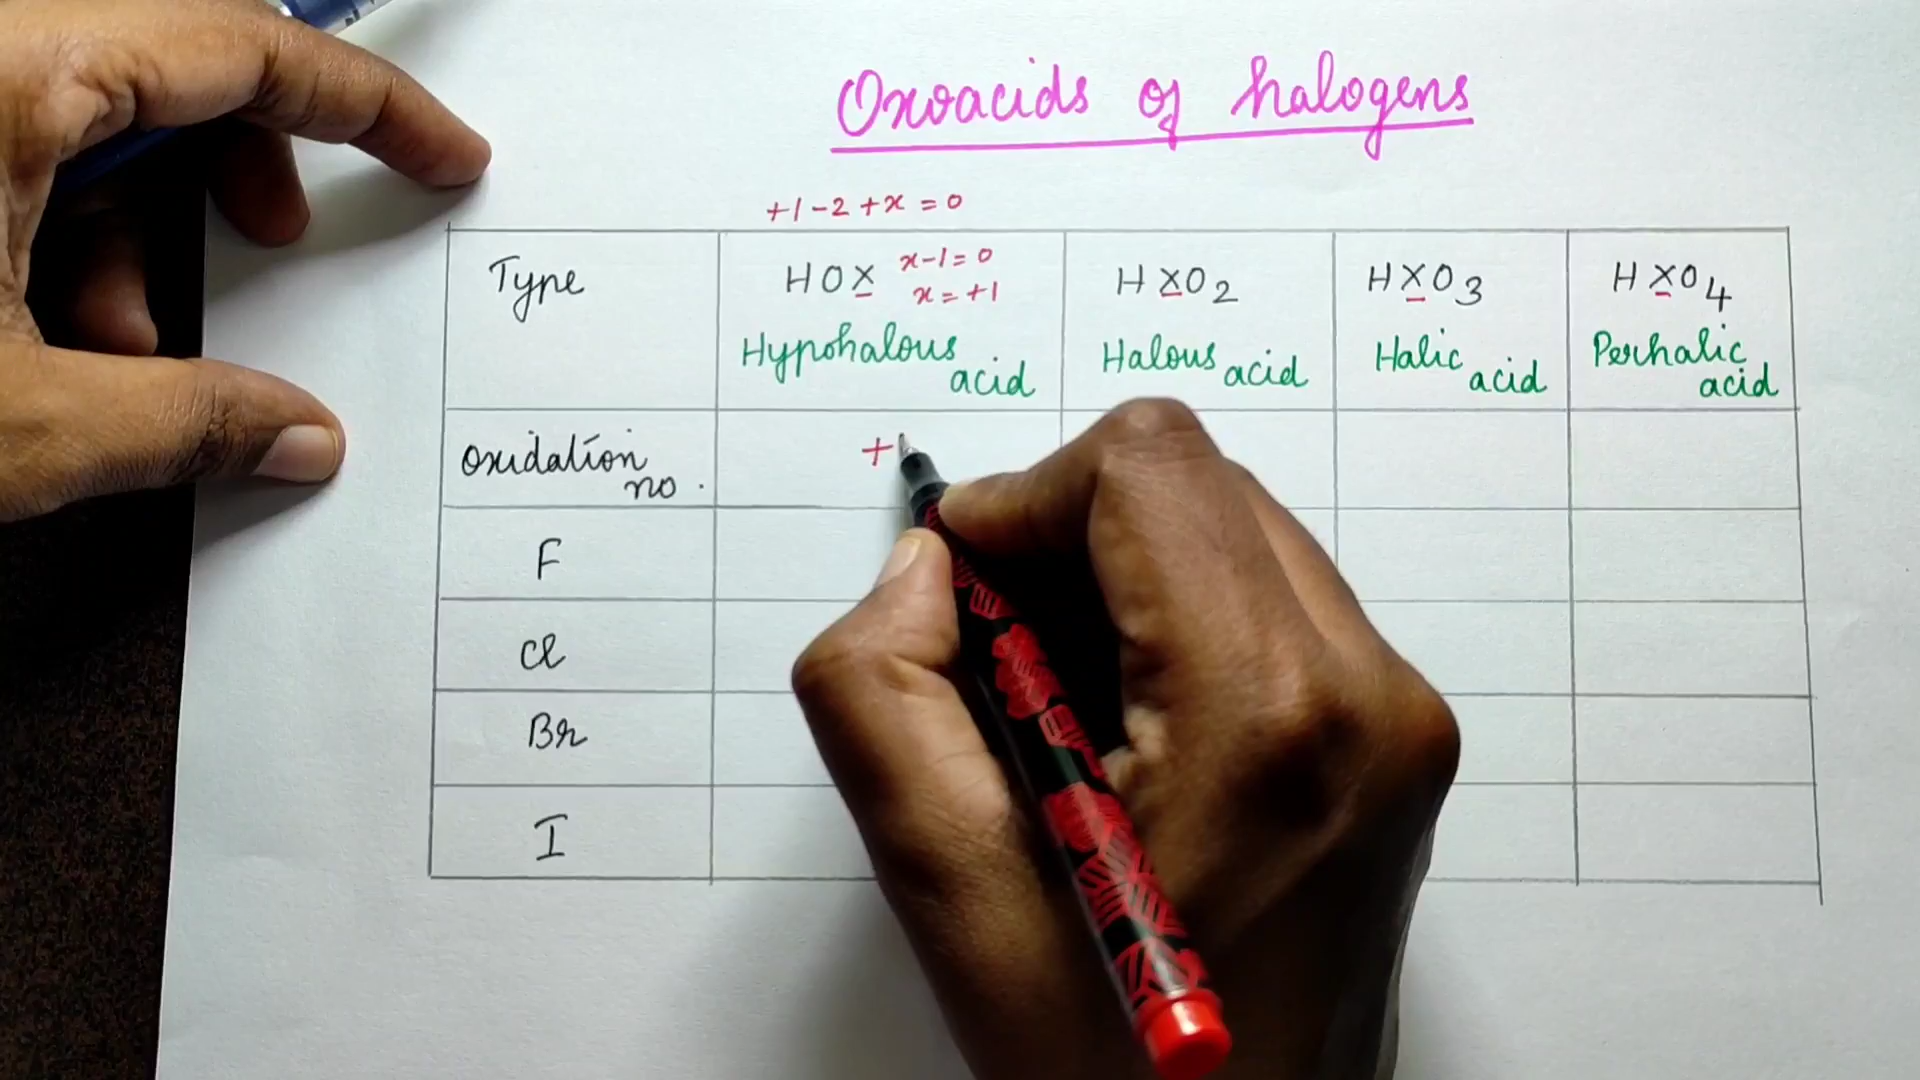 Oxoacids of halogens
+1-2+x=0
Type
HOX x-1=0
x=+1
Hypohalous acid
HXO2
Halous acid
HXO3
Halic acid
HXO4
Perhalic acid
Oxidation no.
+1
F
Cl
Br
I